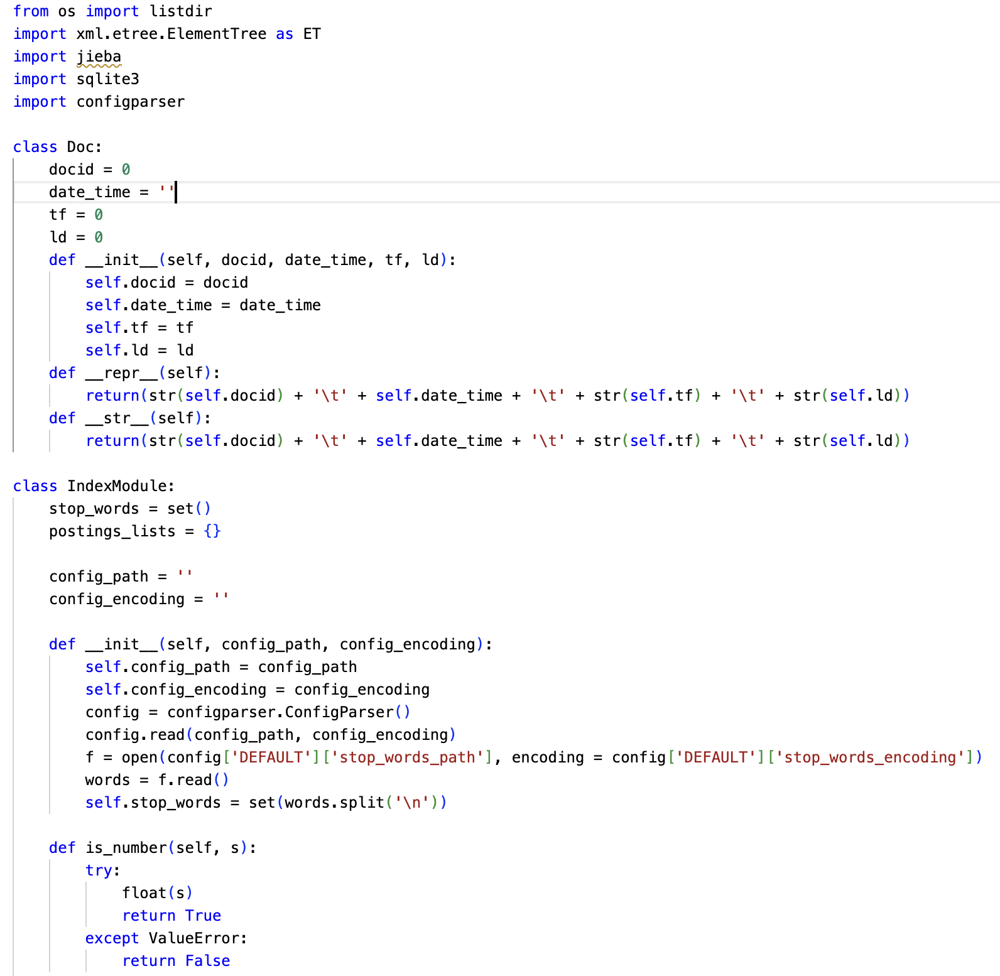 from os import listdir
import xml.etree.ElementTree as ET
import jieba
import sqlite3
import configparser

class Doc:
    docid = 0
    date_time = ''
    tf = 0
    ld = 0
    def __init__(self, docid, date_time, tf, ld):
        self.docid = docid
        self.date_time = date_time
        self.tf = tf
        self.ld = ld
    def __repr__(self):
        return(str(self.docid) + '\t' + self.date_time + '\t' + str(self.tf) + '\t' + str(self.ld))
    def __str__(self):
        return(str(self.docid) + '\t' + self.date_time + '\t' + str(self.tf) + '\t' + str(self.ld))

class IndexModule:
    stop_words = set()
    postings_lists = {}

    config_path = ''
    config_encoding = ''

    def __init__(self, config_path, config_encoding):
        self.config_path = config_path
        self.config_encoding = config_encoding
        config = configparser.ConfigParser()
        config.read(config_path, config_encoding)
        f = open(config['DEFAULT']['stop_words_path'], encoding = config['DEFAULT']['stop_words_encoding'])
        words = f.read()
        self.stop_words = set(words.split('\n'))

    def is_number(self, s):
        try:
            float(s)
            return True
        except ValueError:
            return False